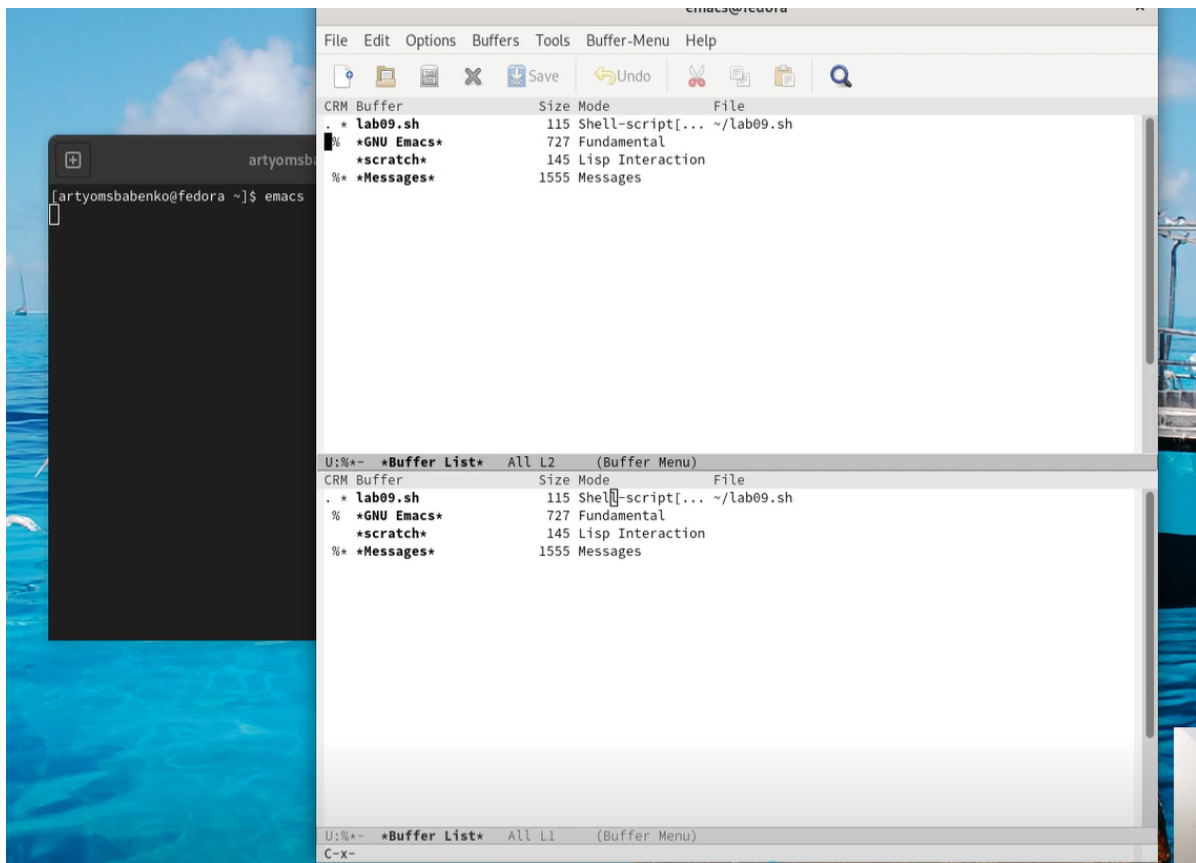 emacs@fedora
File Edit Options Buffers Tools Buffer-Menu Help
Save Undo
CRM Buffer Size Mode File
. * lab09.sh 115 Shell-script[... ~/lab09.sh
% *GNU Emacs* 727 Fundamental
*scratch* 145 Lisp Interaction
%* *Messages* 1555 Messages
U:%*- *Buffer List* All L2 (Buffer Menu)
CRM Buffer Size Mode File
. * lab09.sh 115 Shell-script[... ~/lab09.sh
% *GNU Emacs* 727 Fundamental
*scratch* 145 Lisp Interaction
%* *Messages* 1555 Messages
U:%*- *Buffer List* All L1 (Buffer Menu)
C-x-
artyomsba
[artyomsbabenko@fedora ~]$ emacs